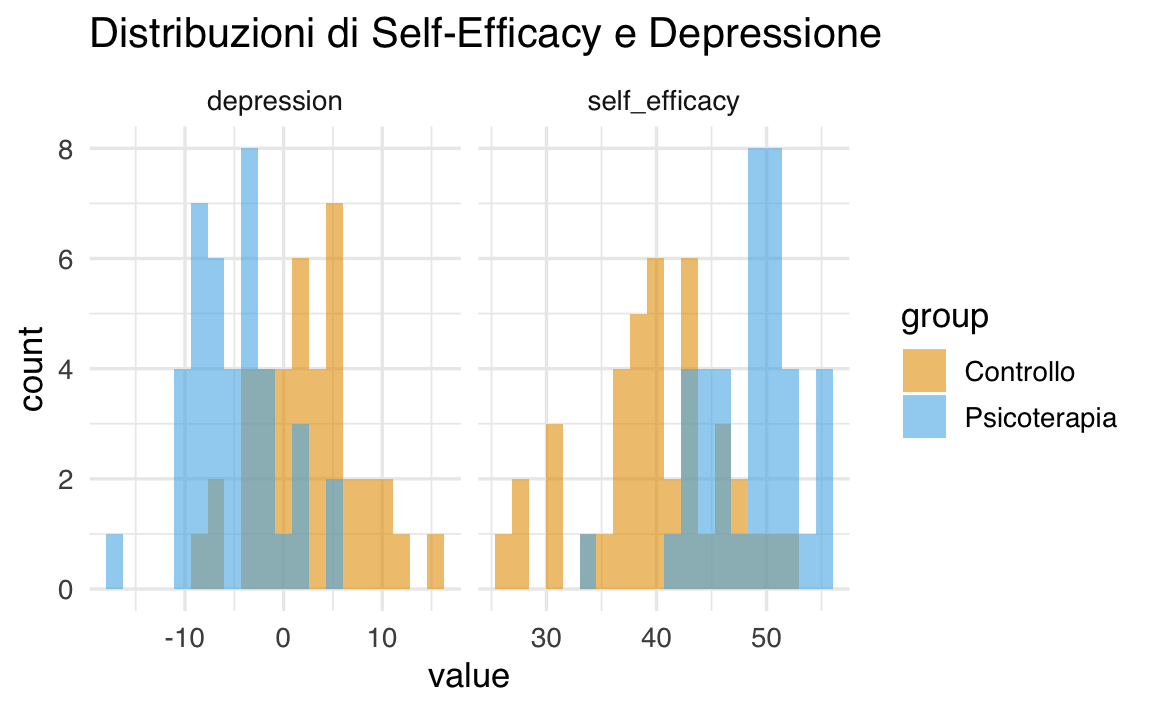 Distribuzioni di Self-Efficacy e Depressione
depression
self_efficacy
8
6
4
2
0
count
-10 0 10
30 40 50
value
group
Controllo
Psicoterapia